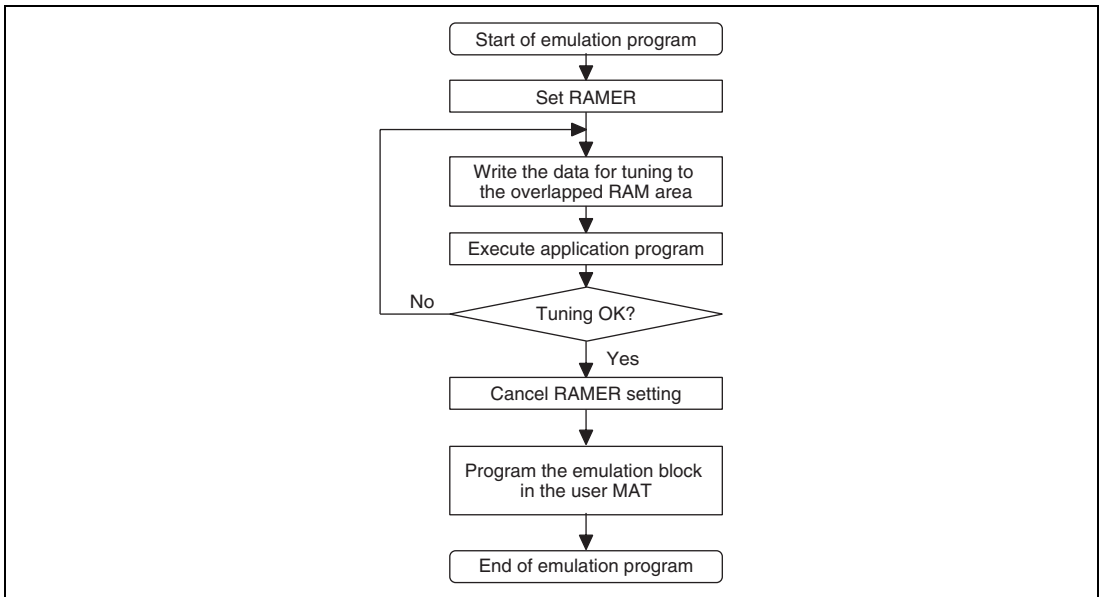 Start of emulation program
Set RAMER
Write the data for tuning to
the overlapped RAM area
Execute application program
No
Tuning OK?
Yes
Cancel RAMER setting
Program the emulation block
in the user MAT
End of emulation program